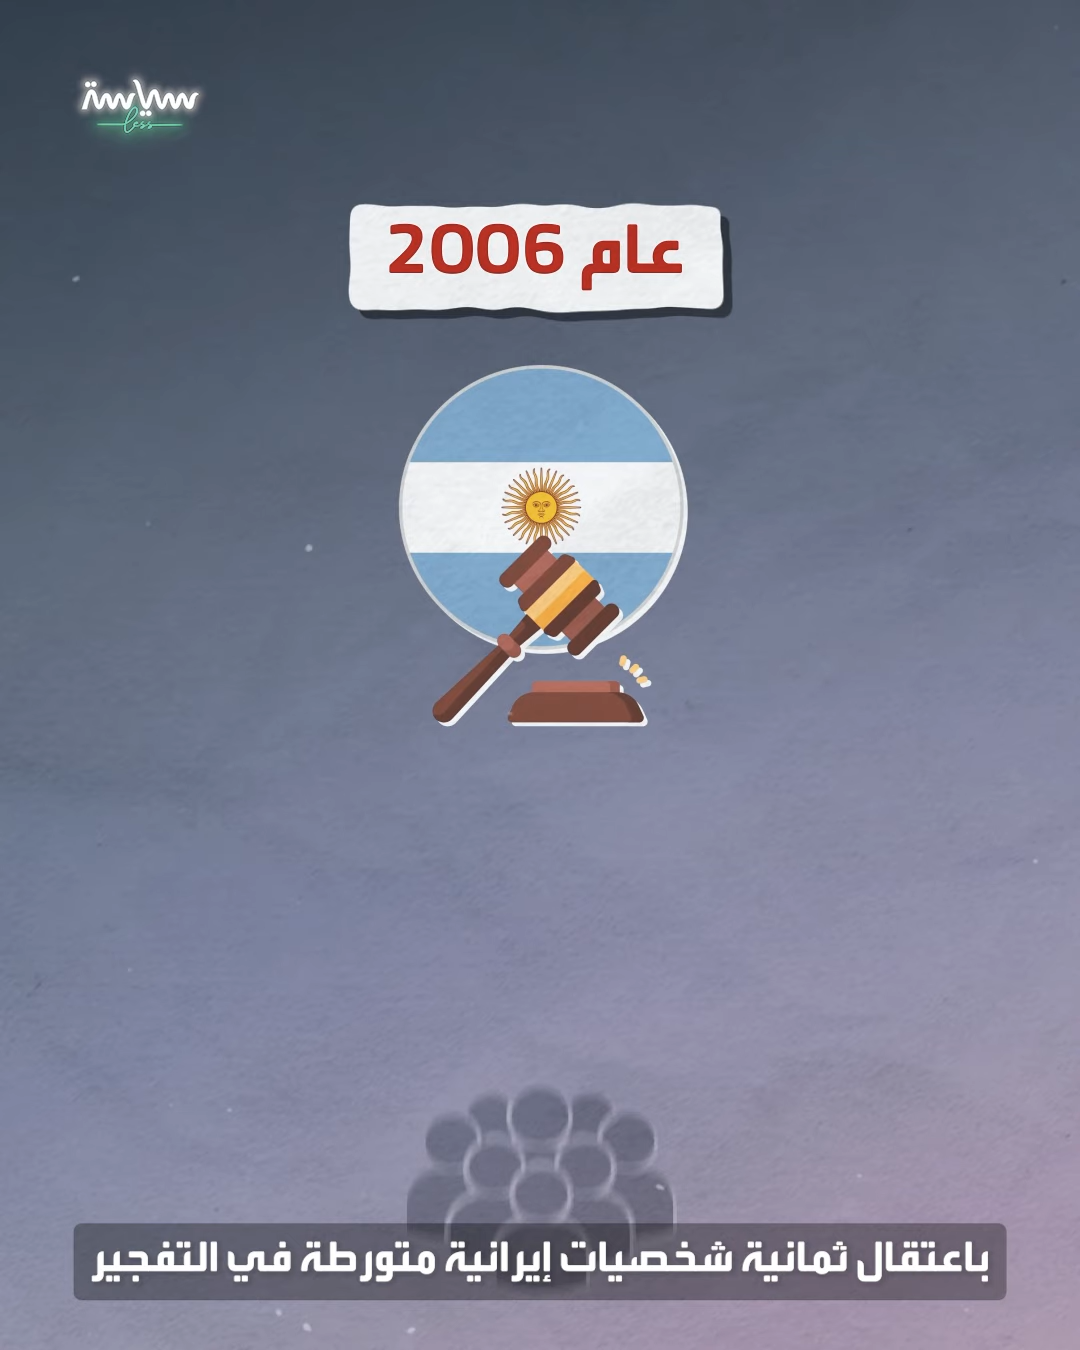 سياسة
less
عام 2006
باعتقال ثمانية شخصيات إيرانية متورطة في التفجير